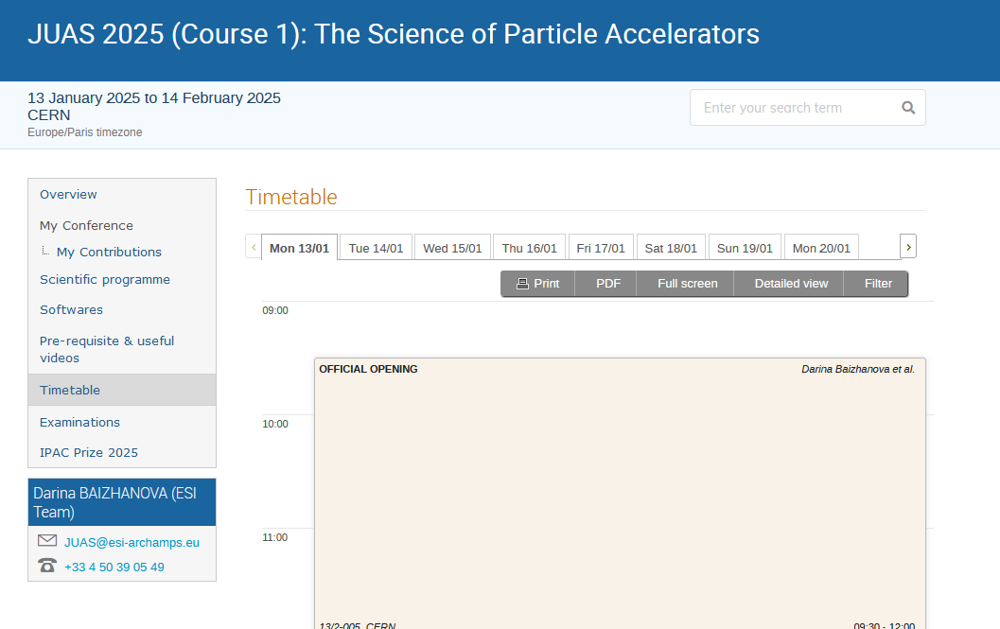 JUAS 2025 (Course 1): The Science of Particle Accelerators
13 January 2025 to 14 February 2025
CERN
Europe/Paris timezone
Enter your search term
Overview
My Conference
My Contributions
Scientific programme
Softwares
Pre-requisite & useful
videos
Timetable
Examinations
IPAC Prize 2025
Darina BAIZHANOVA (ESI
Team)
JUAS@esi-archamps.eu
+33 4 50 39 05 49
Timetable
Mon 13/01 Tue 14/01 Wed 15/01 Thu 16/01 Fri 17/01 Sat 18/01 Sun 19/01 Mon 20/01
Print PDF Full screen Detailed view Filter
09:00
OFFICIAL OPENING Darina Baizhanova et al.
10:00
11:00
13/2-005, CERN 09:30 - 12:00